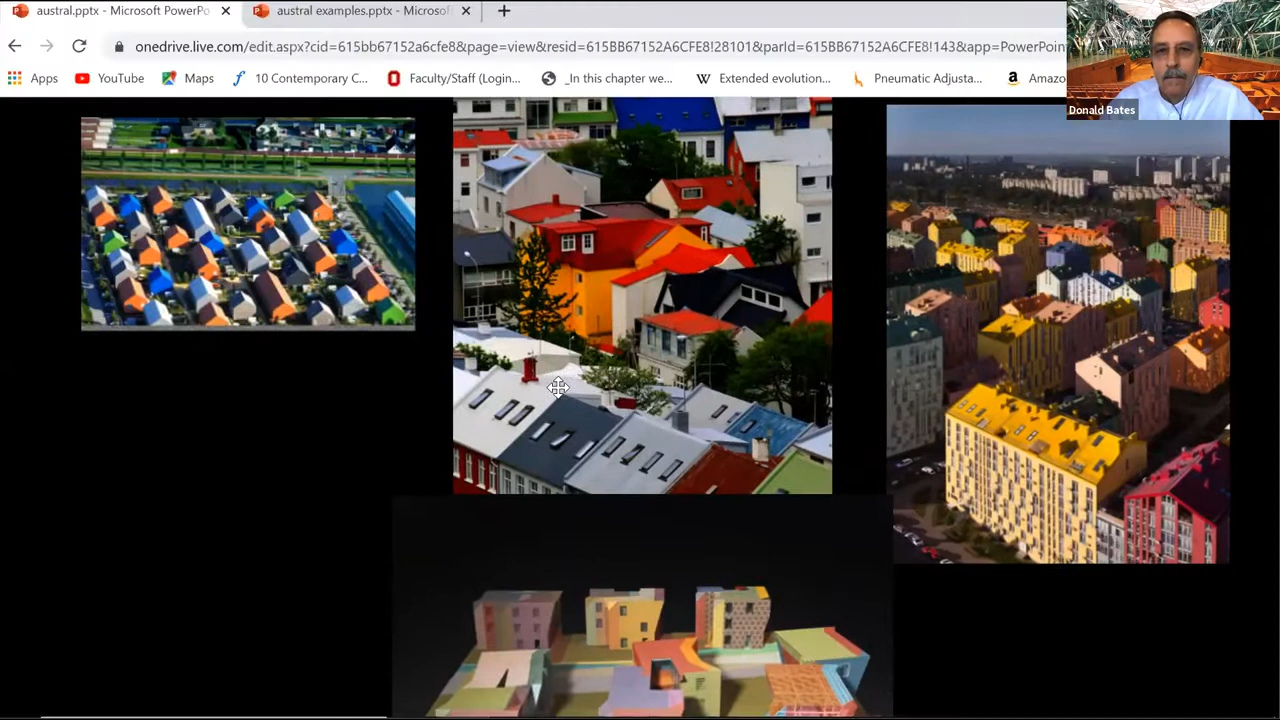 austral.pptx - Microsoft PowerPo
austral examples.pptx - Microsof
onedrive.live.com/edit.aspx?cid=615bb67152a6cfe8&page=view&resid=615BB67152A6CFE8!28101&parId=615BB67152A6CFE8!143&app=PowerPoin
Apps
YouTube
Maps
10 Contemporary C...
Faculty/Staff (Login...
_In this chapter we...
Extended evolution...
Pneumatic Adjusta...
Amazo
Donald Bates